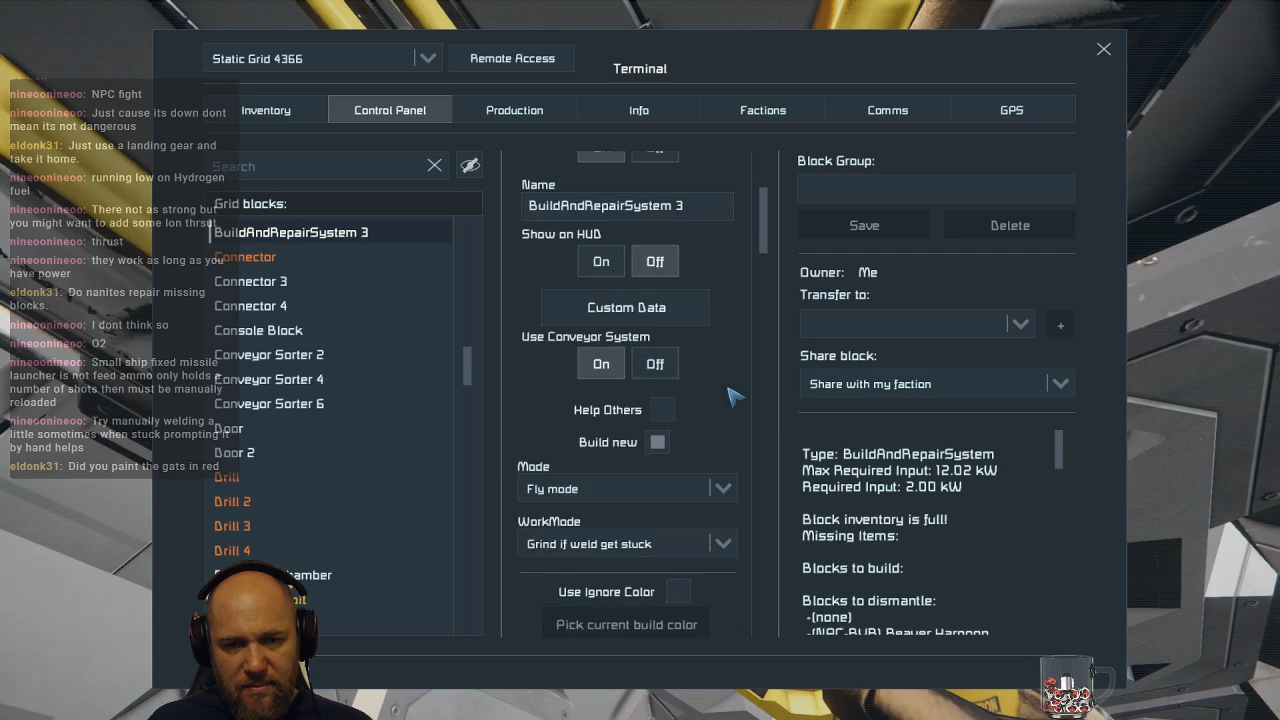 Static Grid 4366
Remote Access
Terminal
Inventory
Control Panel
Production
Info
Factions
Comms
GPS
nineoonineoo: NPC fight
nineoonineoo: Just cause its down dont
mean its not dangerous
eldonk31: Just use a landing gear and
take it home.
nineoonineoo: running low on Hydrogen
fuel
nineoonineoo: There not as strong but
you might want to add some Ion thrsut
nineoonineoo: thrust
nineoonineoo: they work as long as you
have power
eldonk31: Do nanites repair missing
blocks.
nineoonineoo: I dont think so
nineoonineoo: O2
nineoonineoo: Small ship fixed missile
launcher is not feed ammo only holds
number of shots then must be manually
reloaded
nineoonineoo: Try manually welding a
little sometimes when stuck prompting it
by hand helps
eldonk31: Did you paint the gats in red
Search
Grid blocks:
BuildAndRepairSystem 3
Connector
Connector 3
Connector 4
Console Block
Conveyor Sorter 2
Conveyor Sorter 4
Conveyor Sorter 6
Door
Door 2
Drill
Drill 2
Drill 3
Drill 4
Name
BuildAndRepairSystem 3
Show on HUD
On
Off
Custom Data
Use Conveyor System
On
Off
Help Others
Build new
Mode
Fly mode
WorkMode
Grind if weld get stuck
Use Ignore Color
Pick current build color
Block Group:
Save
Delete
Owner: Me
Transfer to:
+
Share block:
Share with my faction
Type: BuildAndRepairSystem
Max Required Input: 12.02 kW
Required Input: 2.00 kW
Block inventory is full!
Missing Items:
Blocks to build:
Blocks to dismantle:
-(none)